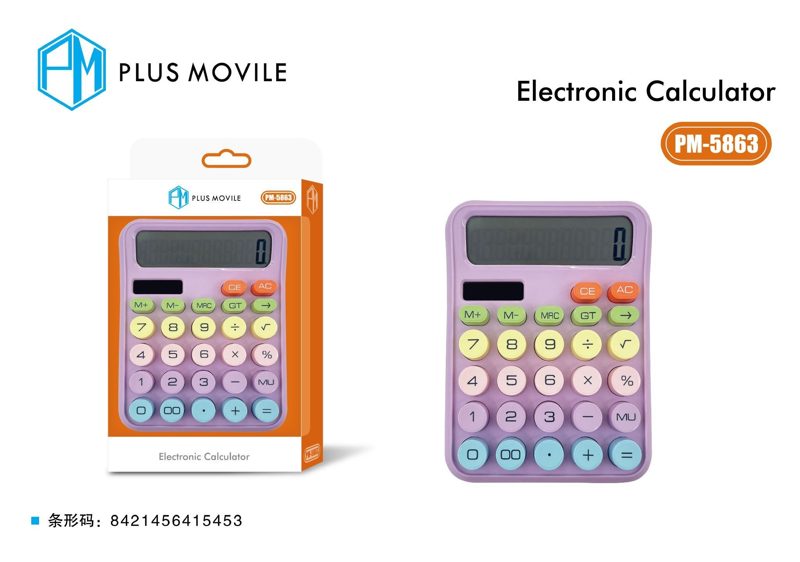 PM PLUS MOVILE
Electronic Calculator
PM-5863
PM PLUS MOVILE PM-5863
0
CE AC
M+ M- MRC GT →
7 8 9 ÷ √
4 5 6 × %
1 2 3 − MU
0 00 · + =
Electronic Calculator
0
CE AC
M+ M- MRC GT →
7 8 9 ÷ √
4 5 6 × %
1 2 3 − MU
0 00 · + =
条形码：8421456415453